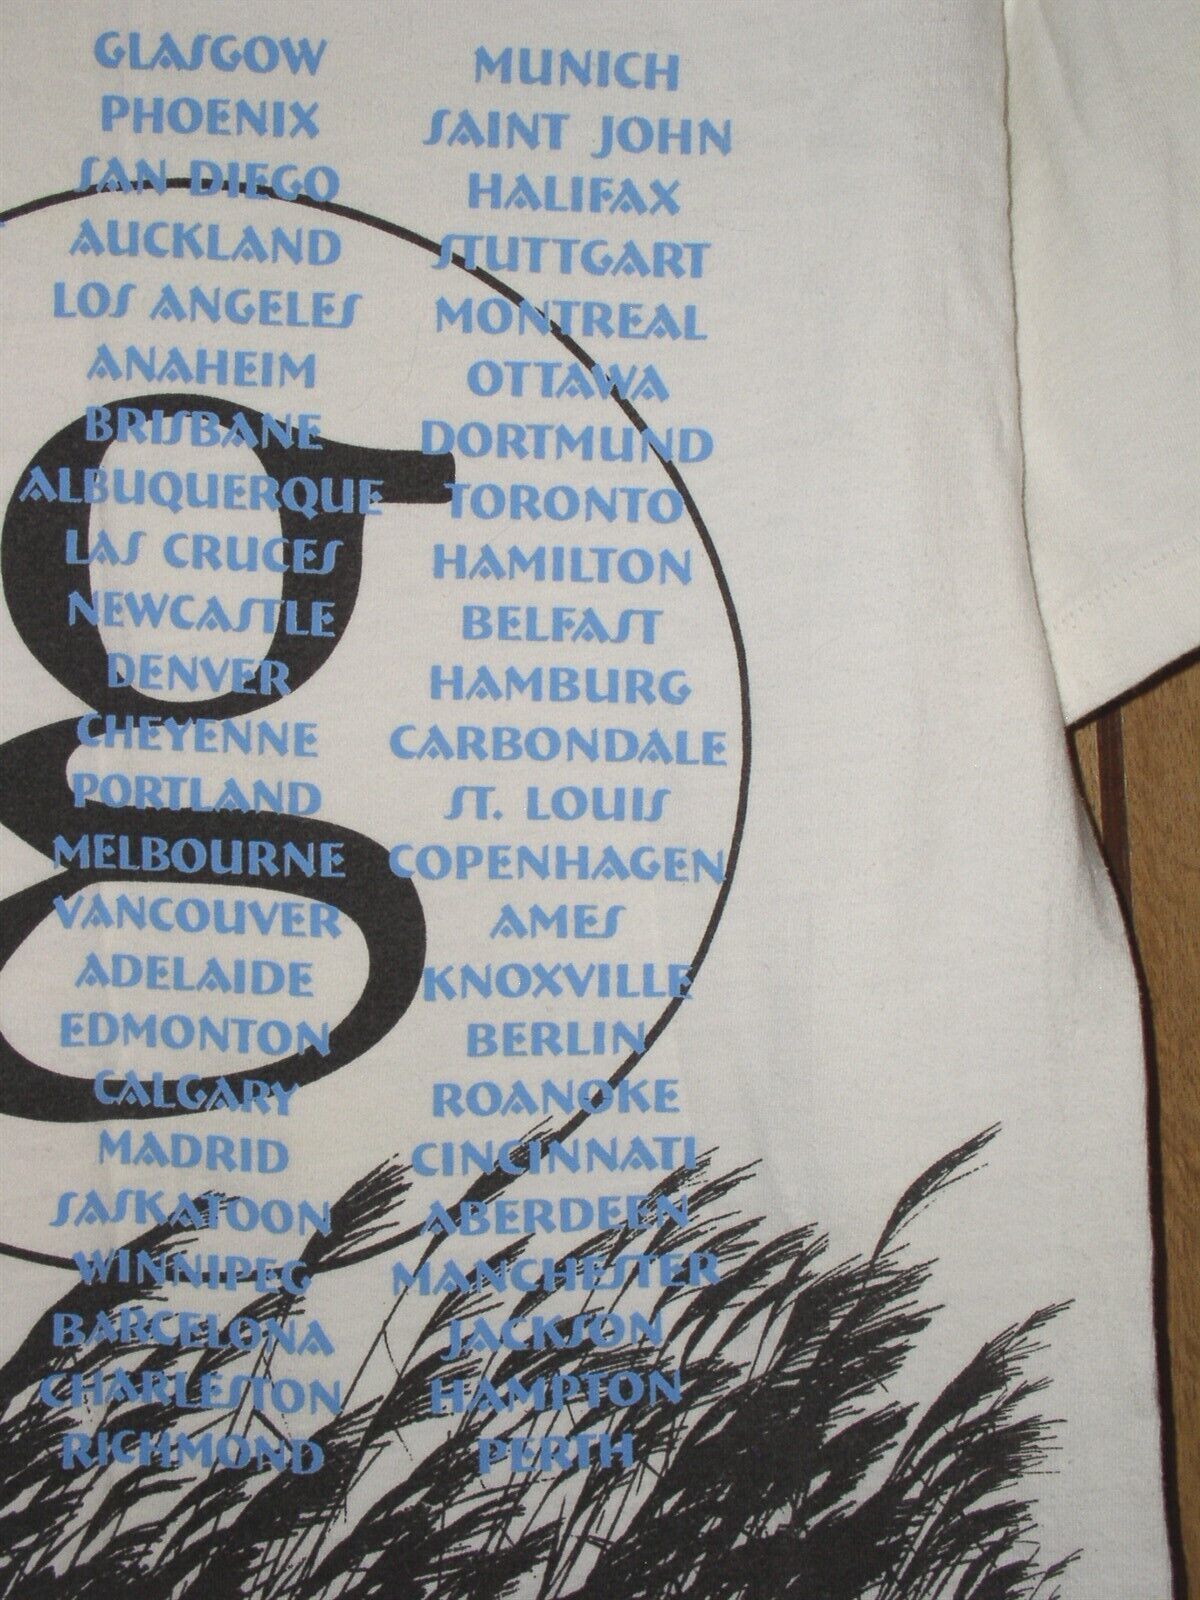 GLASGOW
PHOENIX
SAN DIEGO
AUCKLAND
LOS ANGELES
ANAHEIM
BRISBANE
ALBUQUERQUE
LAS CRUCES
NEWCASTLE
DENVER
CHEYENNE
PORTLAND
MELBOURNE
VANCOUVER
ADELAIDE
EDMONTON
CALGARY
MADRID
SASKATOON
WINNIPEG
BARCELONA
CHARLESTON
RICHMOND
MUNICH
SAINT JOHN
HALIFAX
STUTTGART
MONTREAL
OTTAWA
DORTMUND
TORONTO
HAMILTON
BELFAST
HAMBURG
CARBONDALE
ST. LOUIS
COPENHAGEN
AMES
KNOXVILLE
BERLIN
ROANOKE
CINCINNATI
ABERDEEN
MANCHESTER
JACKSON
HAMPTON
PERTH
g